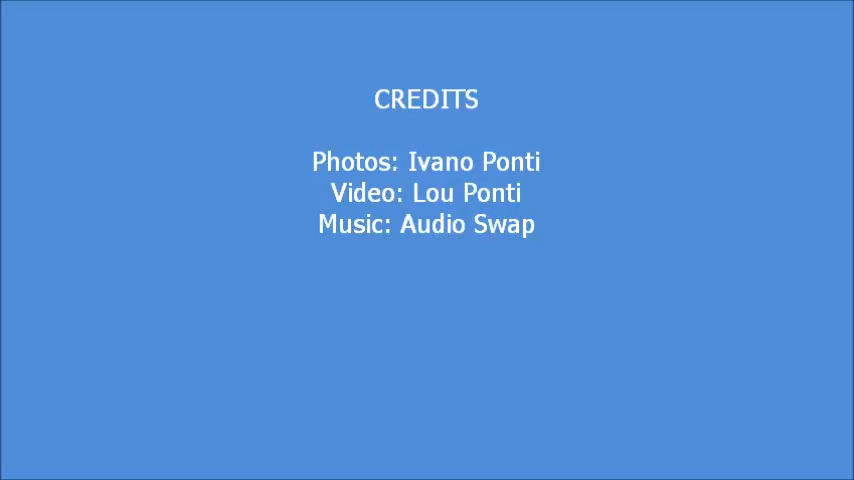 CREDITS
Photos: Ivano Ponti
Video: Lou Ponti
Music: Audio Swap